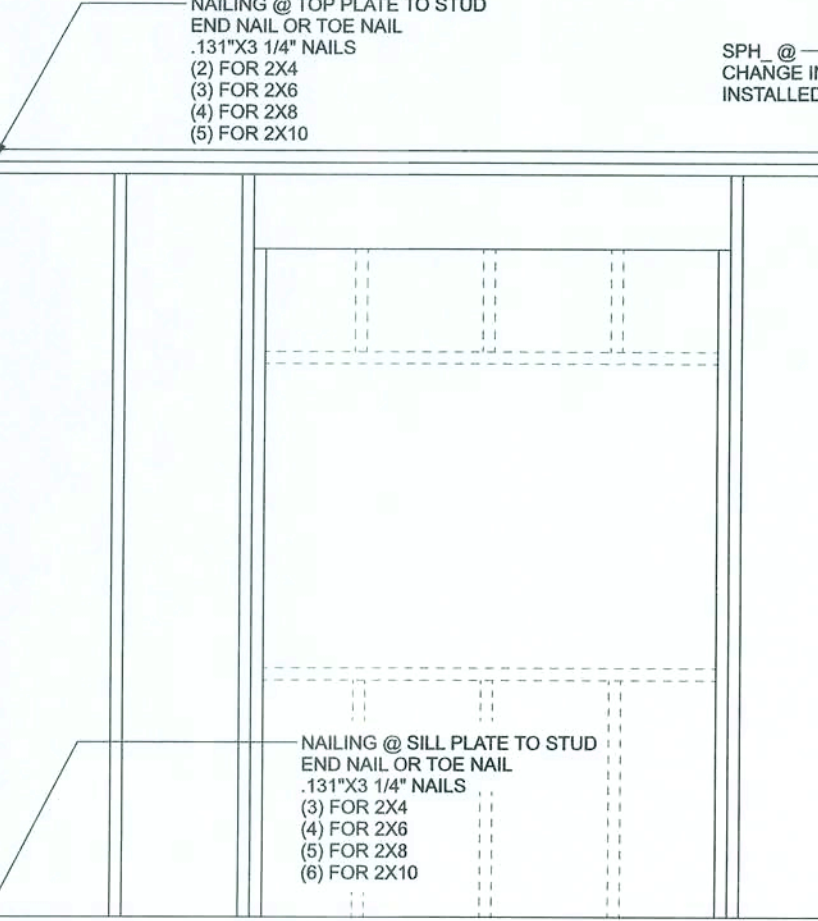 NAILING @ TOP PLATE TO STUD
END NAIL OR TOE NAIL
.131"X3 1/4" NAILS
(2) FOR 2X4
(3) FOR 2X6
(4) FOR 2X8
(5) FOR 2X10
SPH_ @
CHANGE
INSTALLED
NAILING @ SILL PLATE TO STUD
END NAIL OR TOE NAIL
.131"X3 1/4" NAILS
(3) FOR 2X4
(4) FOR 2X6
(5) FOR 2X8
(6) FOR 2X10